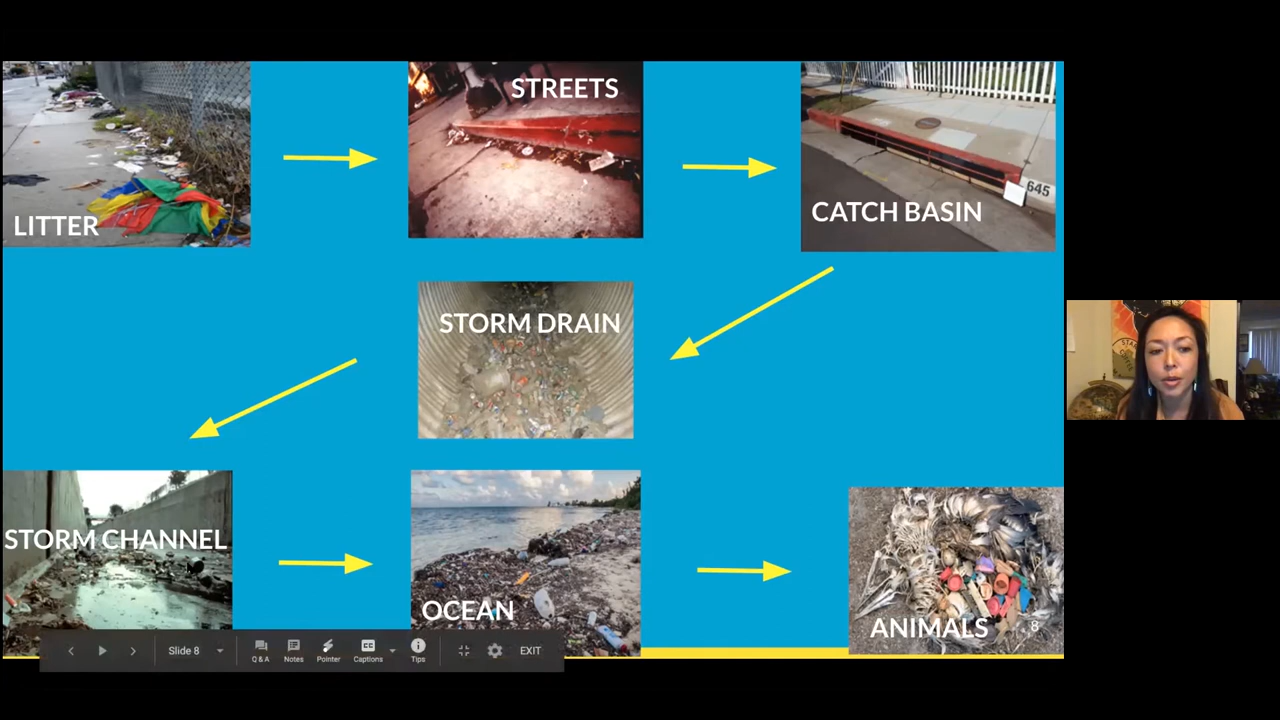 STREETS
LITTER
645
CATCH BASIN
STORM DRAIN
STORM CHANNEL
OCEAN
ANIMALS
8
Slide 8
Q & A
Notes
Pointer
CC
Captions
Tips
EXIT